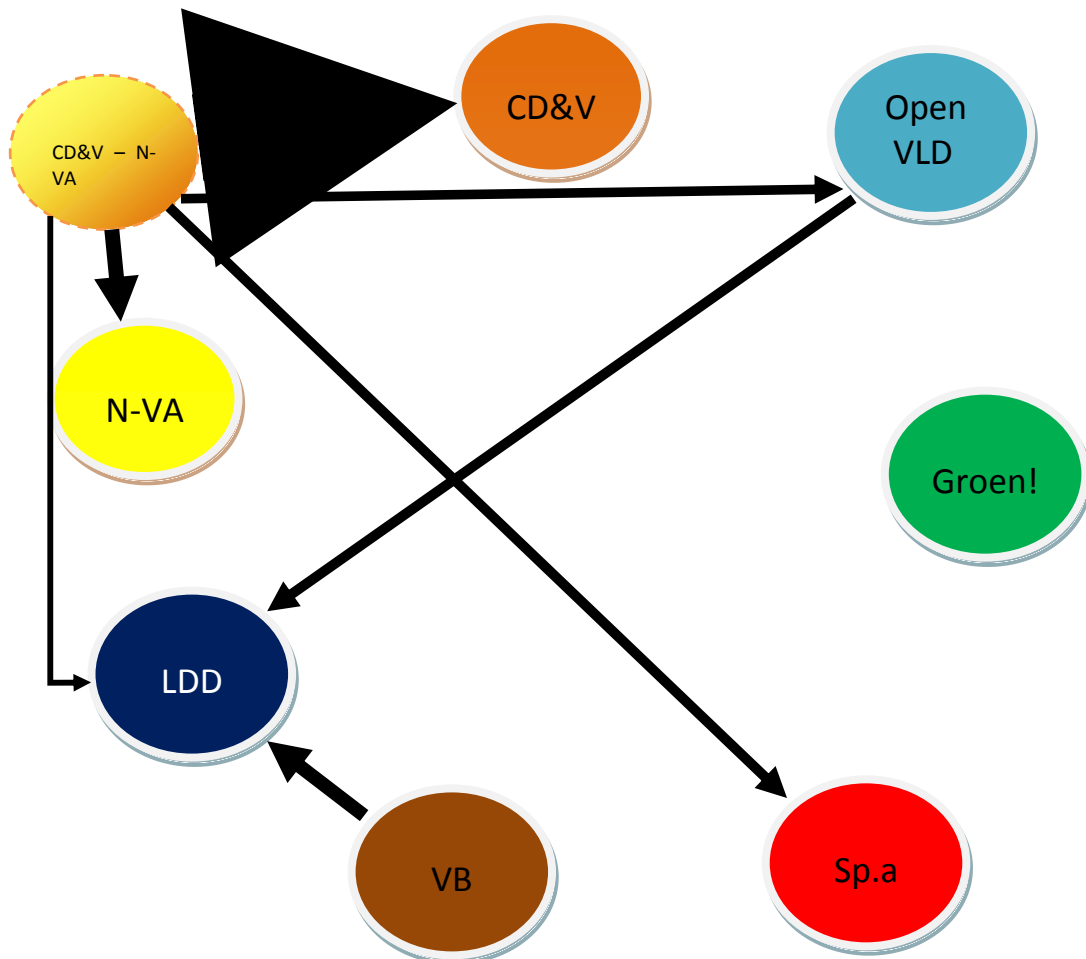 CD&V
Open
VLD
CD&V – N-
VA
N-VA
Groen!
LDD
VB
Sp.a